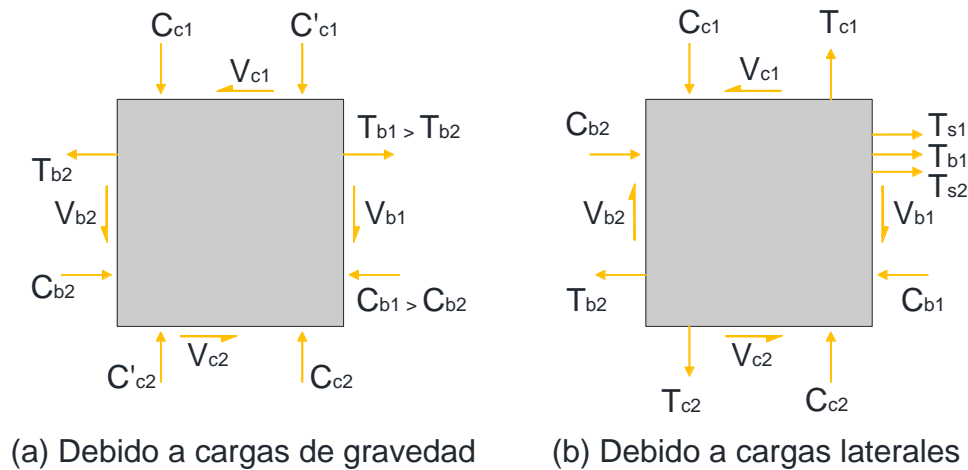 Cc1
C'c1
Vc1
Tb1 > Tb2
Tb2
Vb2
Vb1
Cb2
Cb1 > Cb2
Vc2
C'c2
Cc2
(a) Debido a cargas de gravedad
Cc1
Tc1
Vc1
Cb2
Ts1
Tb1
Ts2
Vb2
Vb1
Tb2
Cb1
Vc2
Tc2
Cc2
(b) Debido a cargas laterales